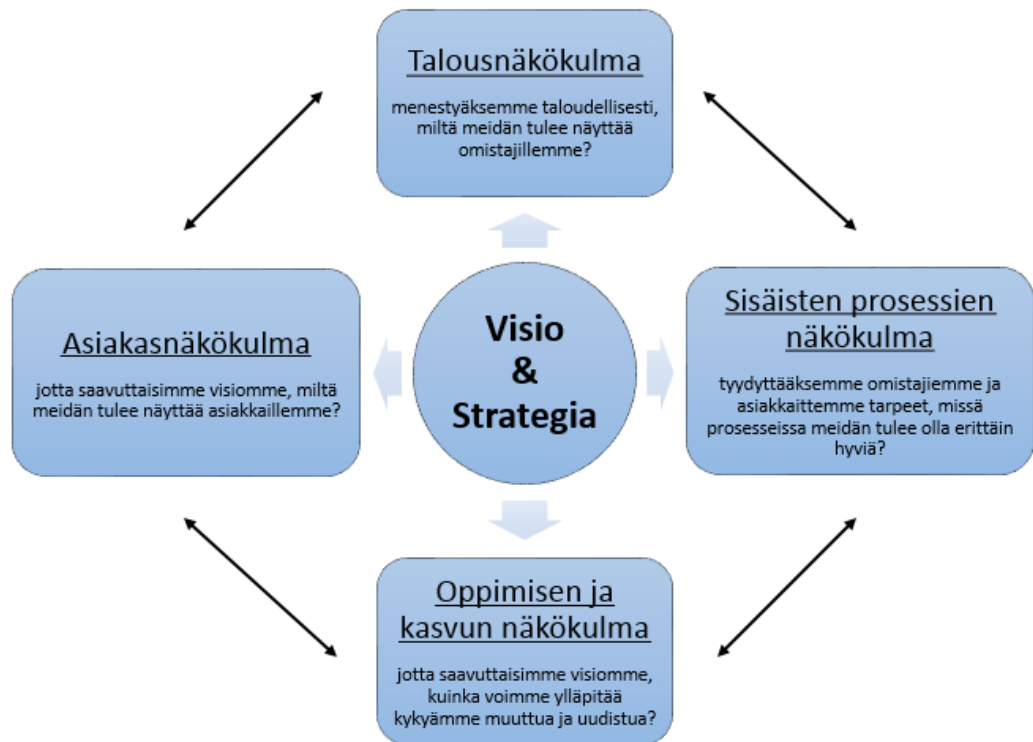 Talousnäkökulma
menestyäksemme taloudellisesti,
miltä meidän tulee näyttää
omistajillemme?
Asiakasnäkökulma
jotta saavuttaisimme visiomme, miltä
meidän tulee näyttää asiakkaillemme?
Visio
&
Strategia
Sisäisten prosessien
näkökulma
tyydyttääksemme omistajiemme ja
asiakkaittemme tarpeet, missä
prosesseissa meidän tulee olla erittäin
hyviä?
Oppimisen ja
kasvun näkökulma
jotta saavuttaisimme visiomme,
kuinka voimme ylläpitää
kykyämme muuttua ja uudistua?